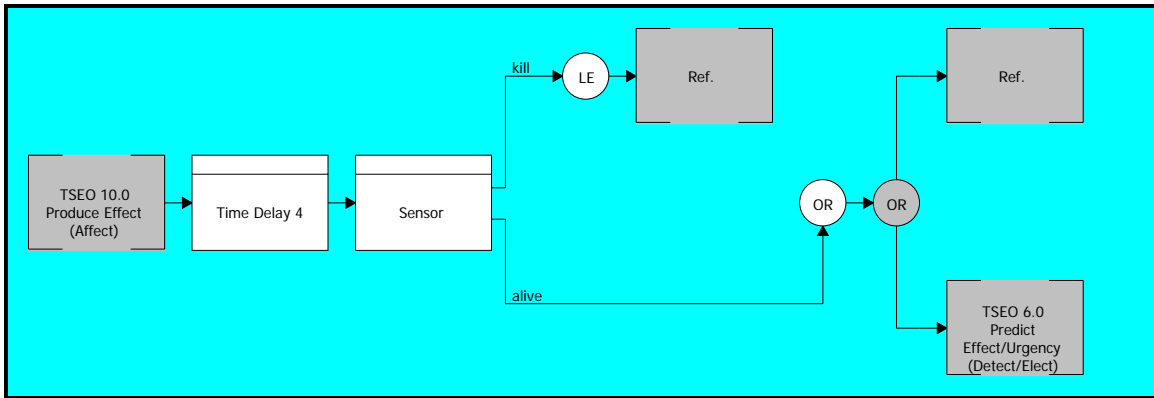 kill
LE
Ref.
Ref.
TSEO 10.0
Produce Effect
(Affect)
Time Delay 4
Sensor
OR
OR
alive
TSEO 6.0
Predict
Effect/Urgency
(Detect/Elect)